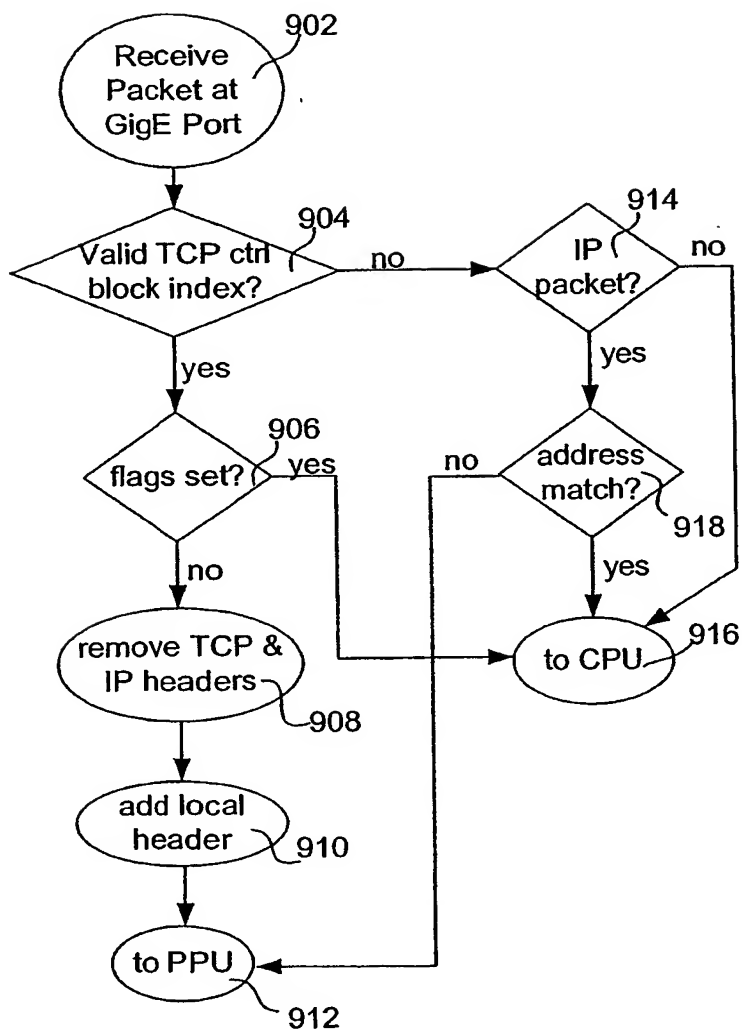 902
Receive
Packet at
GigE Port
904
Valid TCP ctrl
block index?
no
914
IP
packet?
no
yes
yes
906
flags set?
yes
no
address
match?
918
no
yes
remove TCP &
IP headers
908
to CPU
916
add local
header
910
to PPU
912